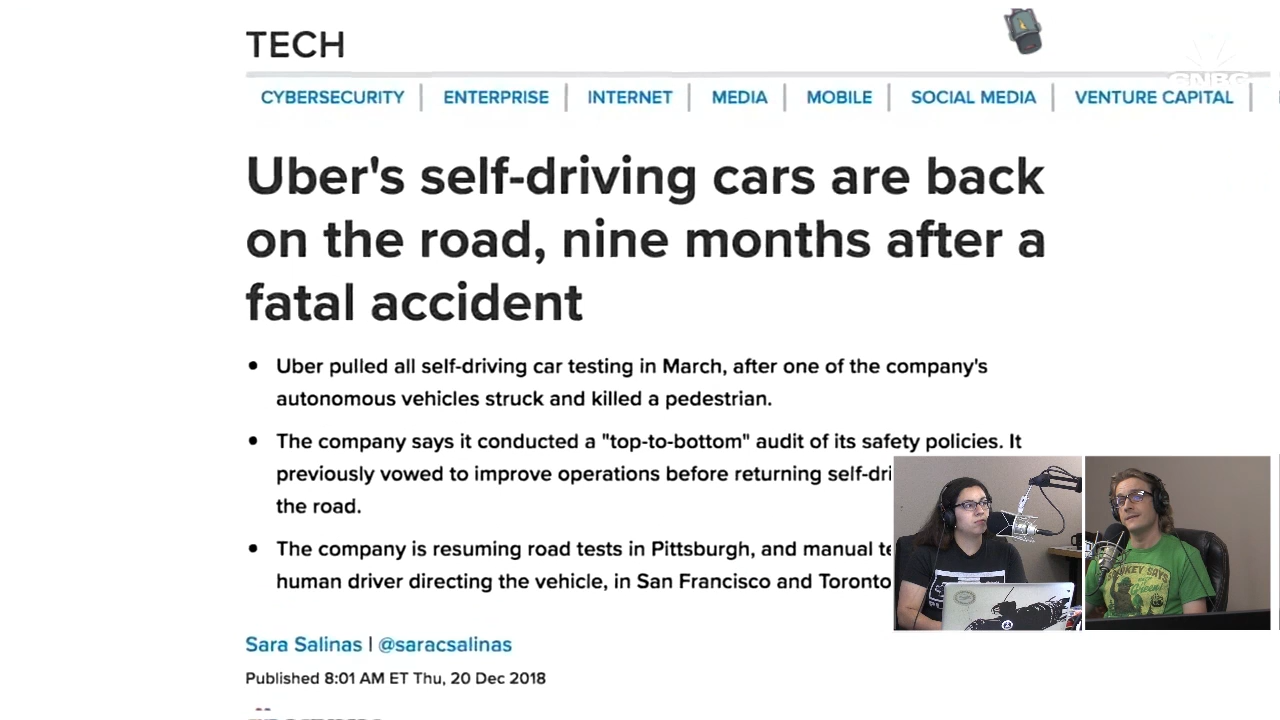 TECH
CNBC
CYBERSECURITY | ENTERPRISE | INTERNET | MEDIA | MOBILE | SOCIAL MEDIA | VENTURE CAPITAL |
Uber's self-driving cars are back
on the road, nine months after a
fatal accident
• Uber pulled all self-driving car testing in March, after one of the company's
autonomous vehicles struck and killed a pedestrian.
• The company says it conducted a "top-to-bottom" audit of its safety policies. It
previously vowed to improve operations before returning self-dri
the road.
• The company is resuming road tests in Pittsburgh, and manual te
human driver directing the vehicle, in San Francisco and Toronto
Sara Salinas | @saracsalinas
Published 8:01 AM ET Thu, 20 Dec 2018